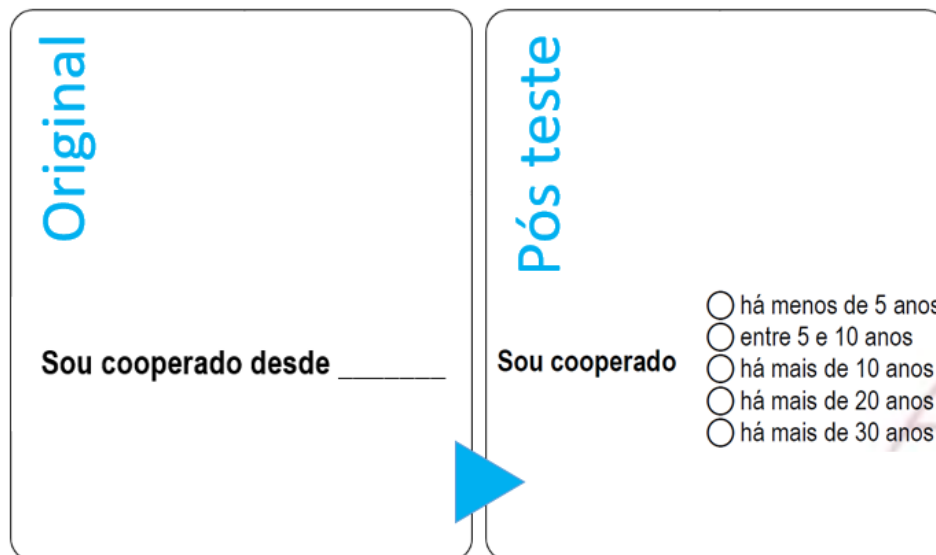 Original
Sou cooperado desde _______
Pós teste
Sou cooperado
há menos de 5 anos
entre 5 e 10 anos
há mais de 10 anos
há mais de 20 anos
há mais de 30 anos